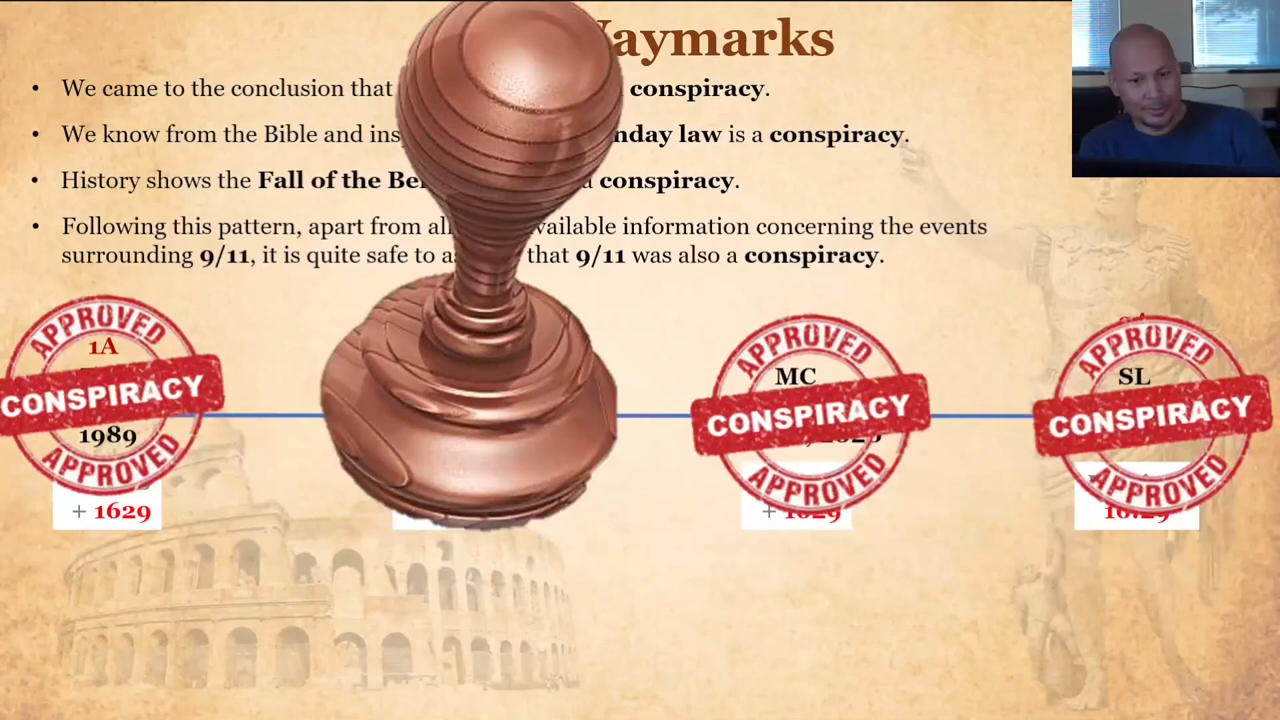 aymarks
• We came to the conclusion that conspiracy.
• We know from the Bible and ins nday law is a conspiracy.
• History shows the Fall of the Be a conspiracy.
• Following this pattern, apart from al vailable information concerning the events
surrounding 9/11, it is quite safe to a that 9/11 was also a conspiracy.
APPROVED
1A
CONSPIRACY
1989
APPROVED
+ 1629
APPROVED
MC
CONSPIRACY
APPROVED
+ 1629
APPROVED
SL
CONSPIRACY
APPROVED